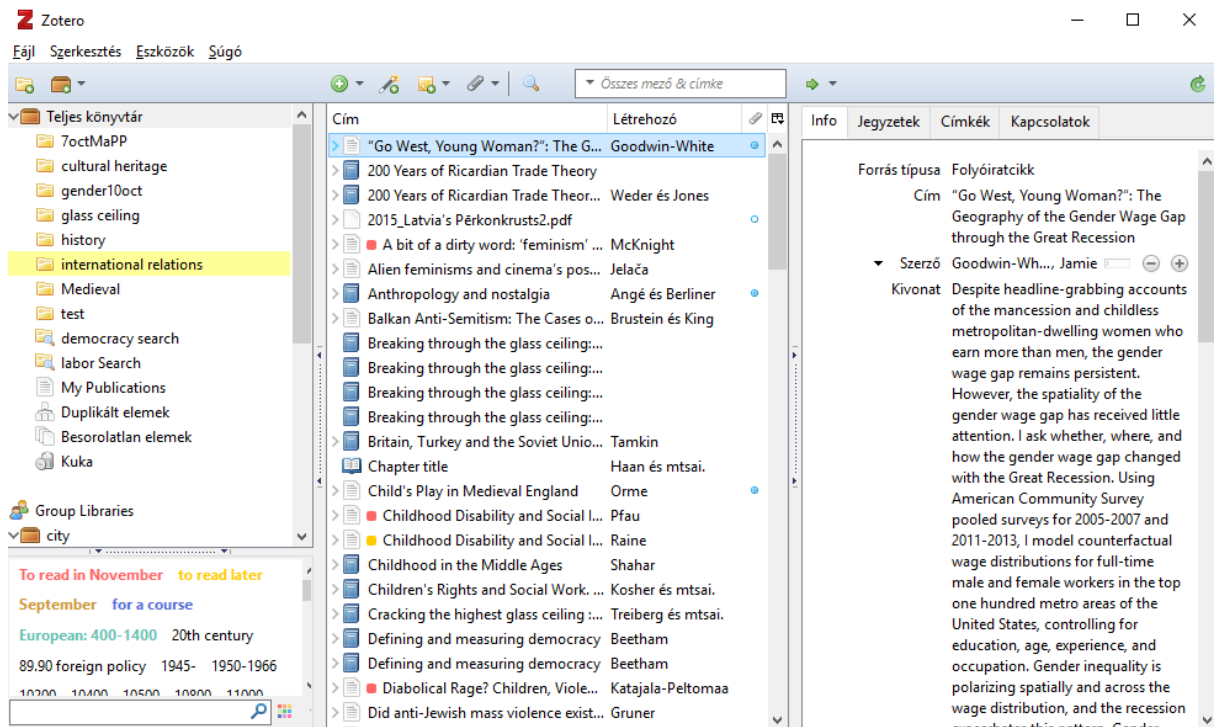 Zotero
Fájl Szerkesztés Eszközök Súgó
Összes mező & címke
Teljes könyvtár
7octMaPP
cultural heritage
gender10oct
glass ceiling
history
international relations
Medieval
test
democracy search
labor Search
My Publications
Duplikált elemek
Besorolatlan elemek
Kuka
Group Libraries
city
To read in November to read later
September for a course
European: 400-1400 20th century
89.90 foreign policy 1945- 1950-1966
10200 10400 10500 10800 11000
Cím Létrehozó
“Go West, Young Woman?”: The G... Goodwin-White
200 Years of Ricardian Trade Theory
200 Years of Ricardian Trade Theor... Weder és Jones
2015_Latvia's Pērkonkrusts2.pdf
A bit of a dirty word: ‘feminism’ ... McKnight
Alien feminisms and cinema's pos... Jelača
Anthropology and nostalgia Angé és Berliner
Balkan Anti-Semitism: The Cases o... Brustein és King
Breaking through the glass ceiling:...
Breaking through the glass ceiling:...
Breaking through the glass ceiling:...
Breaking through the glass ceiling:...
Britain, Turkey and the Soviet Unio... Tamkin
Chapter title Haan és mtsai.
Child's Play in Medieval England Orme
Childhood Disability and Social I... Pfau
Childhood Disability and Social I... Raine
Childhood in the Middle Ages Shahar
Children's Rights and Social Work. ... Kosher és mtsai.
Cracking the highest glass ceiling :... Treiberg és mtsai.
Defining and measuring democracy Beetham
Defining and measuring democracy Beetham
Diabolical Rage? Children, Viole... Katajala-Peltomaa
Did anti-Jewish mass violence exist... Gruner
Info Jegyzetek Címkék Kapcsolatok
Forrás típusa Folyóiratcikk
Cím “Go West, Young Woman?”: The
Geography of the Gender Wage Gap
through the Great Recession
Szerző Goodwin-Wh..., Jamie
Kivonat Despite headline-grabbing accounts
of the mancession and childless
metropolitan-dwelling women who
earn more than men, the gender
wage gap remains persistent.
However, the spatiality of the
gender wage gap has received little
attention. I ask whether, where, and
how the gender wage gap changed
with the Great Recession. Using
American Community Survey
pooled surveys for 2005-2007 and
2011-2013, I model counterfactual
wage distributions for full-time
male and female workers in the top
one hundred metro areas of the
United States, controlling for
education, age, experience, and
occupation. Gender inequality is
polarizing spatially and across the
wage distribution, and the recession
exacerbates this pattern. Gender